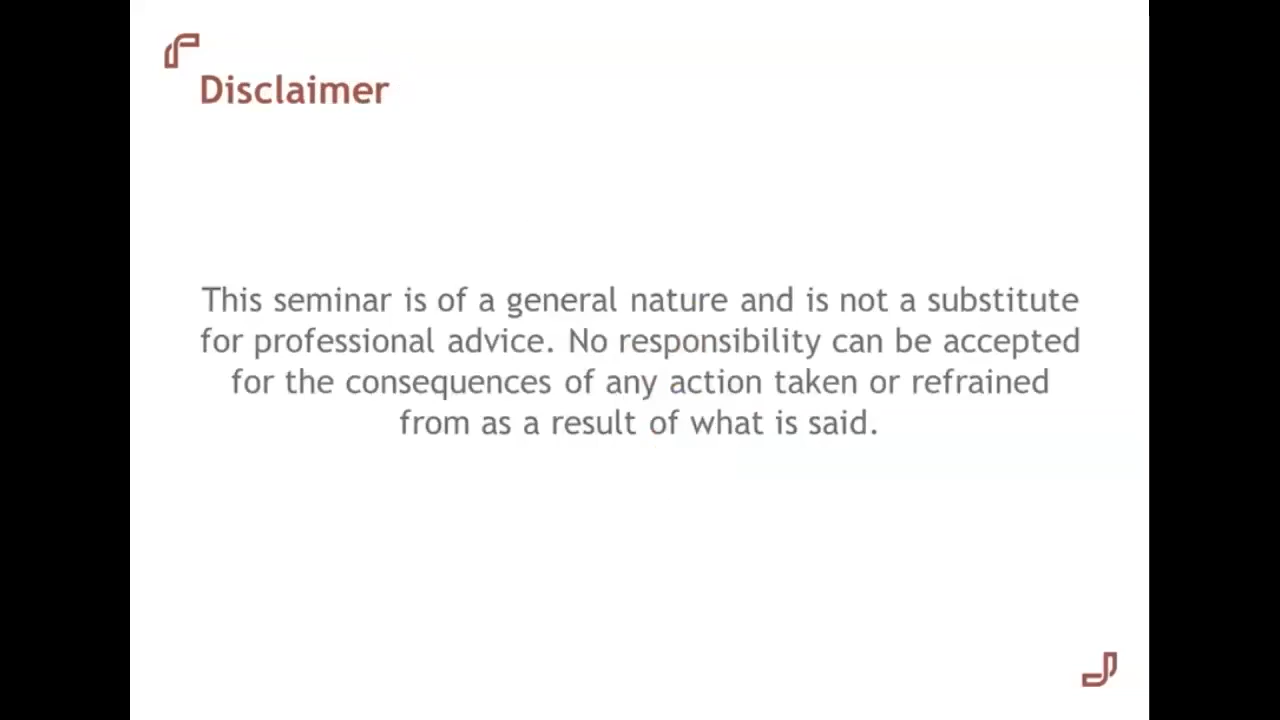 Disclaimer
This seminar is of a general nature and is not a substitute
for professional advice. No responsibility can be accepted
for the consequences of any action taken or refrained
from as a result of what is said.